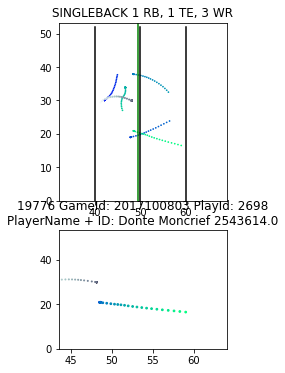 SINGLEBACK 1 RB, 1 TE, 3 WR
50
40
30
20
10
0
40 50 60
19776 GameId: 2017100803 PlayId: 2698
PlayerName + ID: Donte Moncrief 2543614.0
40
20
0
45 50 55 60